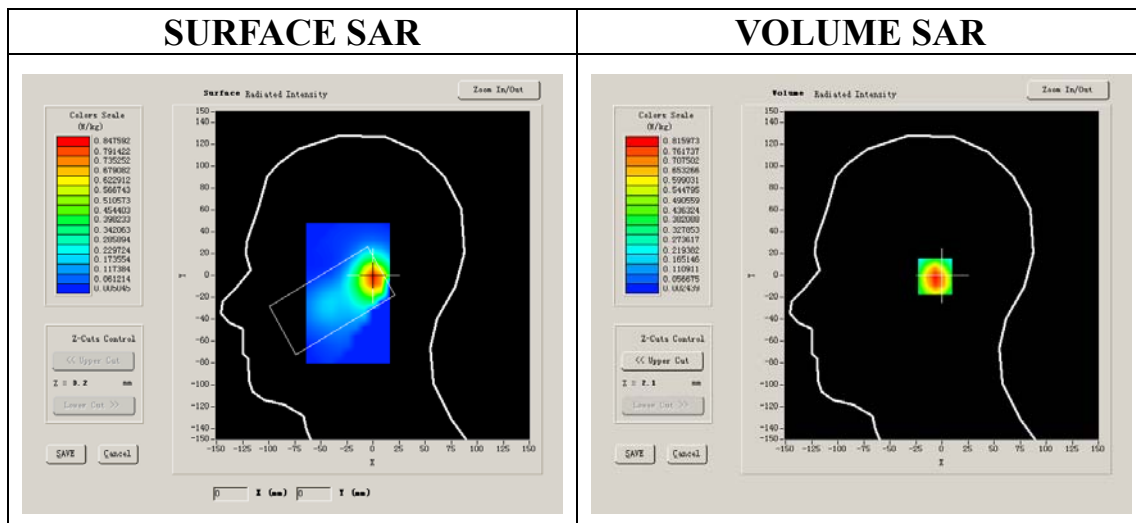 SURFACE SAR
Surface Radiated Intensity
Zoom In/Out
Colors Scale
(W/kg)
0.847592
0.791422
0.735252
0.679082
0.622912
0.566743
0.510573
0.454403
0.398233
0.342063
0.285894
0.229724
0.173554
0.117384
0.061214
0.005045
150
140
120
100
80
60
40
20
0
-20
-40
-60
-80
-100
-120
-140
-150
Y
-150 -125 -100 -75 -50 -25 0 25 50 75 100 125 150
X
Z-Cuts Control
<< Upper Cut
Z = 0.2 mm
Lower Cut >>
SAVE
Cancel
0 X (mm) 0 Y (mm)
VOLUME SAR
Volume Radiated Intensity
Zoom In/Out
Colors Scale
(W/kg)
0.815973
0.761737
0.707502
0.653266
0.599031
0.544795
0.490559
0.436324
0.382088
0.327853
0.273617
0.219382
0.165146
0.110911
0.056675
0.002439
150
140
120
100
80
60
40
20
0
-20
-40
-60
-80
-100
-120
-140
-150
Y
-150 -125 -100 -75 -50 -25 0 25 50 75 100 125 150
X
Z-Cuts Control
<< Upper Cut
Z = 2.1 mm
Lower Cut >>
SAVE
Cancel